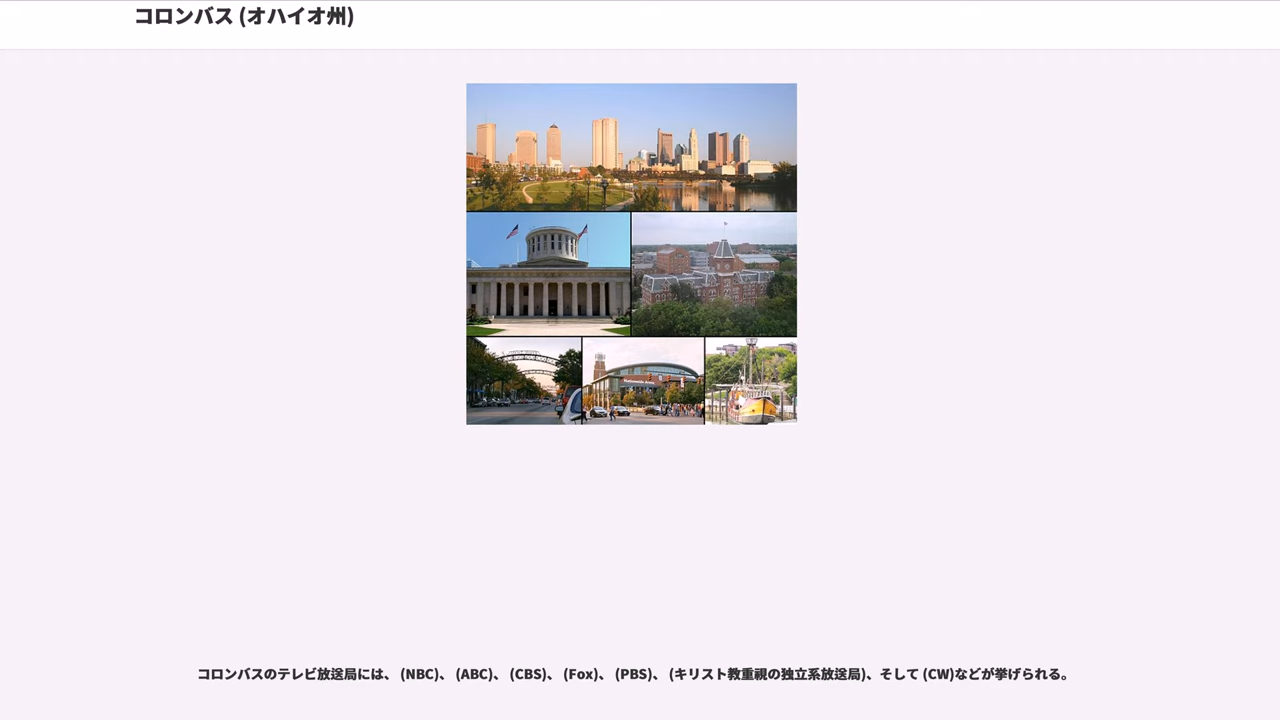 コロンバス (オハイオ州)
Nationwide Arena
コロンバスのテレビ放送局には、 (NBC)、 (ABC)、 (CBS)、 (Fox)、 (PBS)、 (キリスト教重視の独立系放送局)、そして (CW)などが挙げられる。